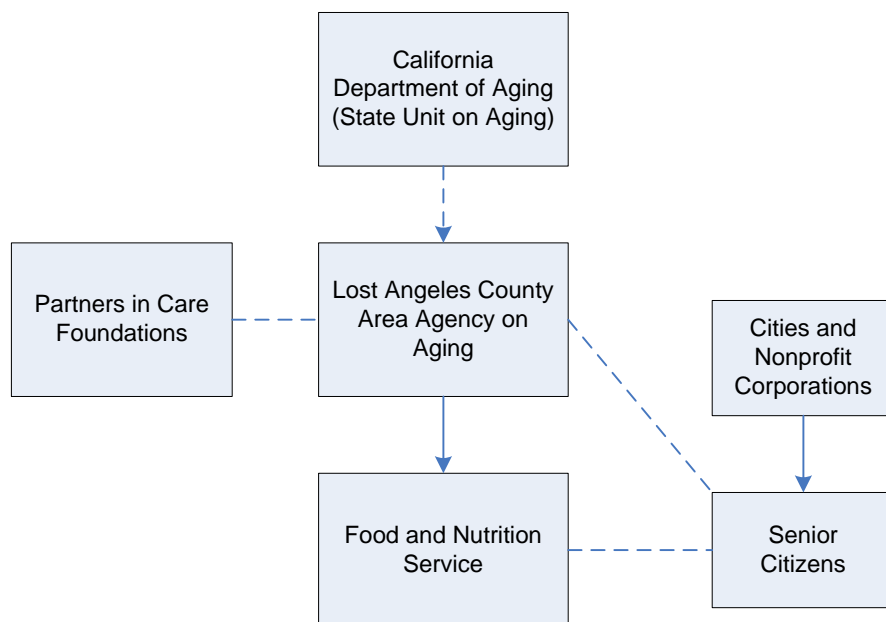 California
Department of Aging
(State Unit on Aging)
Partners in Care
Foundations
Lost Angeles County
Area Agency on
Aging
Cities and
Nonprofit
Corporations
Food and Nutrition
Service
Senior
Citizens